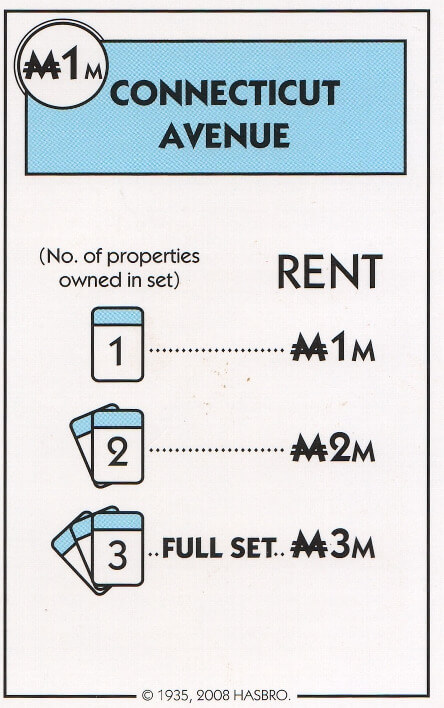 ₩1M
CONNECTICUT
AVENUE
(No. of properties
owned in set)
RENT
1 ₩1M
2 ₩2M
3 ..FULL SET.. ₩3M
© 1935, 2008 HASBRO.